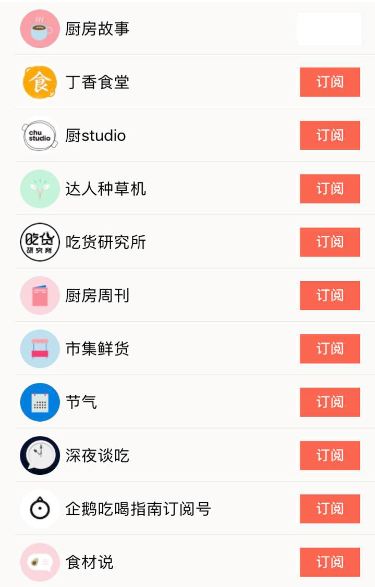 厨房故事
食
丁香食堂
订阅
chu
studio
厨studio
订阅
达人种草机
订阅
吃货
研究所
吃货研究所
订阅
厨房周刊
订阅
市集鲜货
订阅
节气
订阅
深夜谈吃
订阅
企鹅吃喝指南订阅号
订阅
食材说
订阅